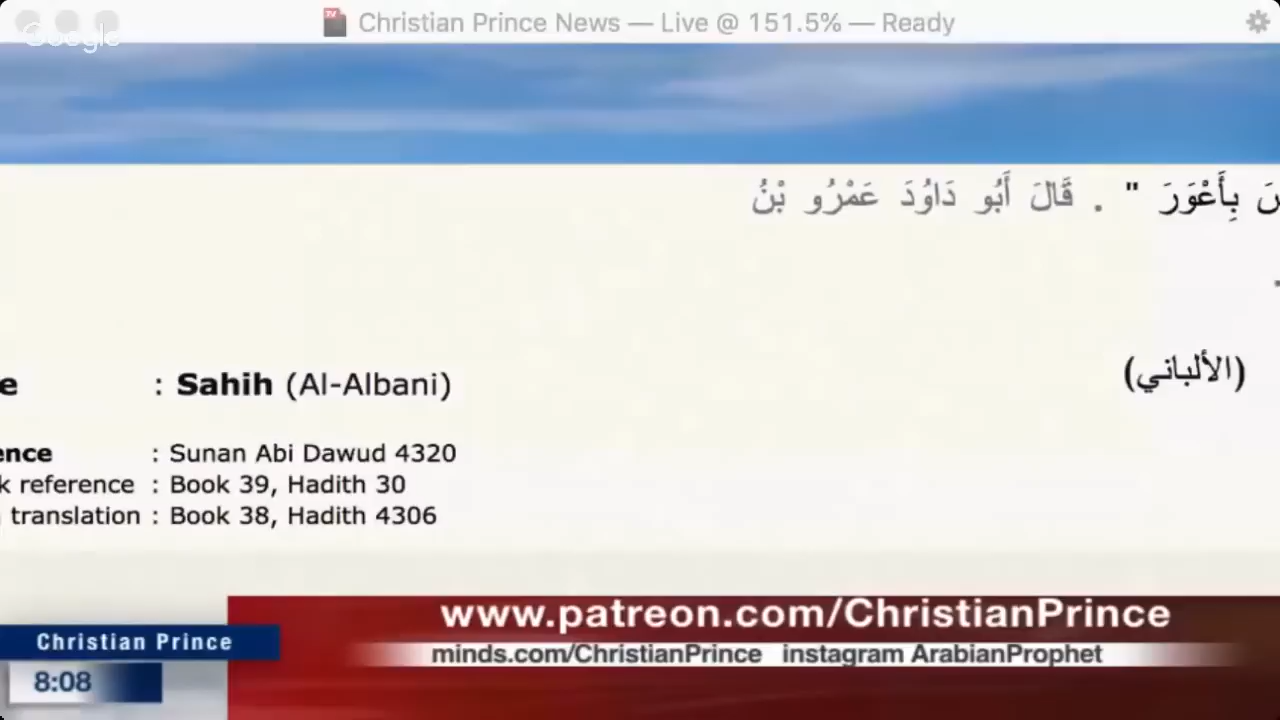 Google
Christian Prince News — Live @ 151.5% — Ready
سَ بِأَعْوَرَ " . قَالَ أَبُو دَاوُدَ عَمْرُو بْنُ
.
(الألباني)
e : Sahih (Al-Albani)
ence : Sunan Abi Dawud 4320
k reference : Book 39, Hadith 30
translation : Book 38, Hadith 4306
www.patreon.com/ChristianPrince
minds.com/ChristianPrince instagram ArabianProphet
Christian Prince
8:08